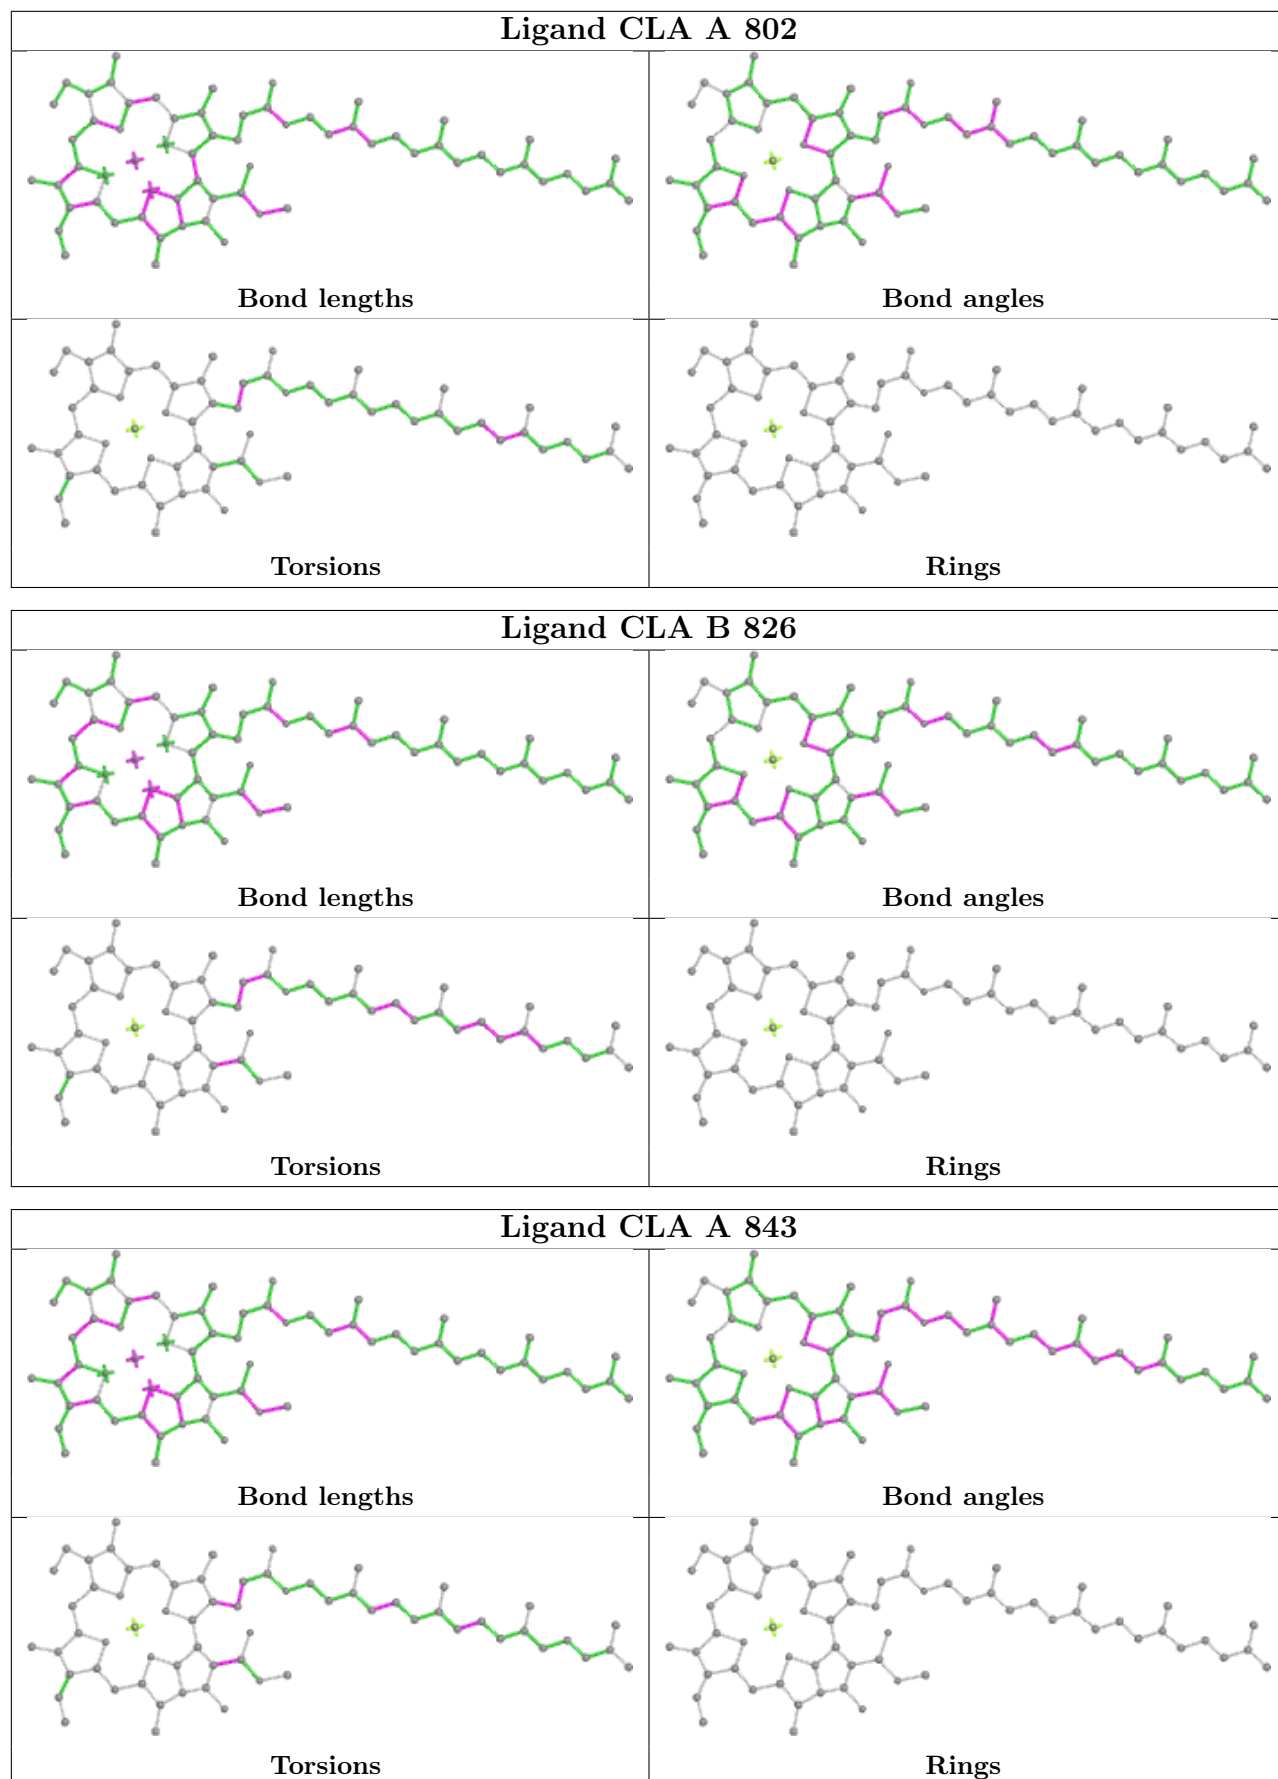 Ligand CLA A 802
Bond lengths
Bond angles
Torsions
Rings
Ligand CLA B 826
Bond lengths
Bond angles
Torsions
Rings
Ligand CLA A 843
Bond lengths
Bond angles
Torsions
Rings